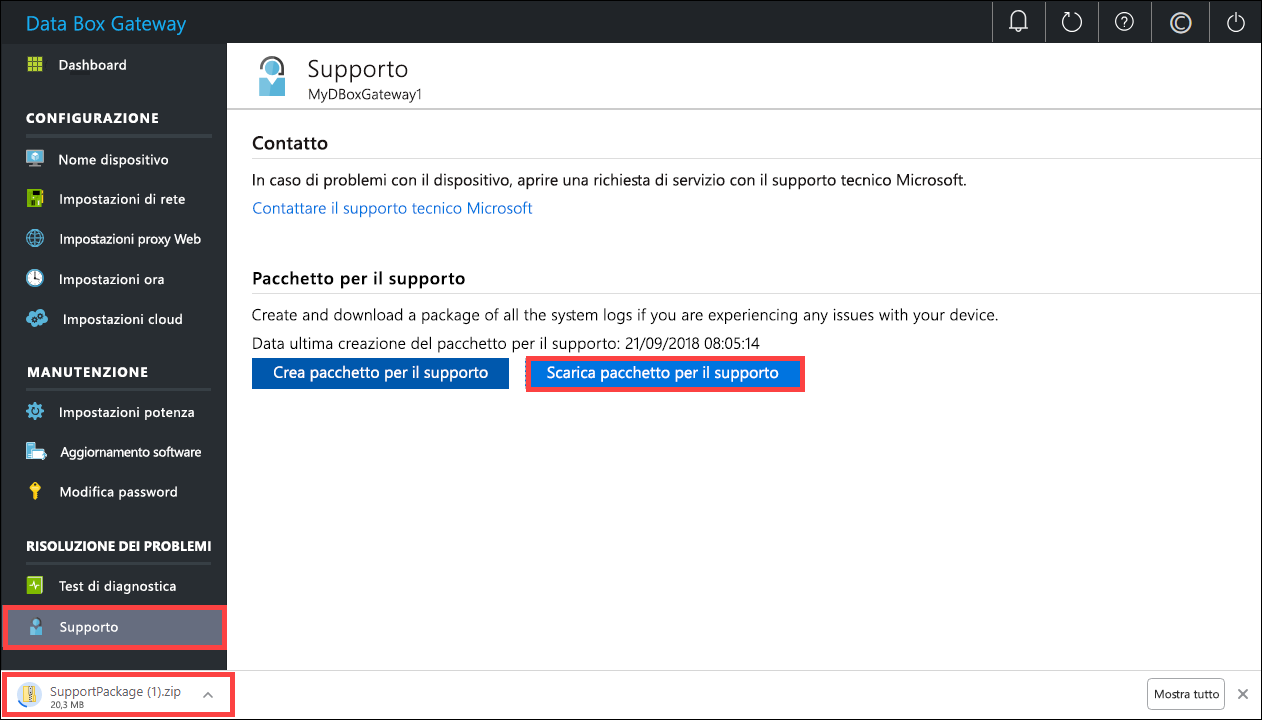 Data Box Gateway
Dashboard
CONFIGURAZIONE
Nome dispositivo
Impostazioni di rete
Impostazioni proxy Web
Impostazioni ora
Impostazioni cloud
MANUTENZIONE
Impostazioni potenza
Aggiornamento software
Modifica password
RISOLUZIONE DEI PROBLEMI
Test di diagnostica
Supporto
Supporto
MyDBoxGateway1
Contatto
In caso di problemi con il dispositivo, aprire una richiesta di servizio con il supporto tecnico Microsoft.
Contattare il supporto tecnico Microsoft
Pacchetto per il supporto
Create and download a package of all the system logs if you are experiencing any issues with your device.
Data ultima creazione del pacchetto per il supporto: 21/09/2018 08:05:14
Crea pacchetto per il supporto
Scarica pacchetto per il supporto
SupportPackage (1).zip
20,3 MB
Mostra tutto